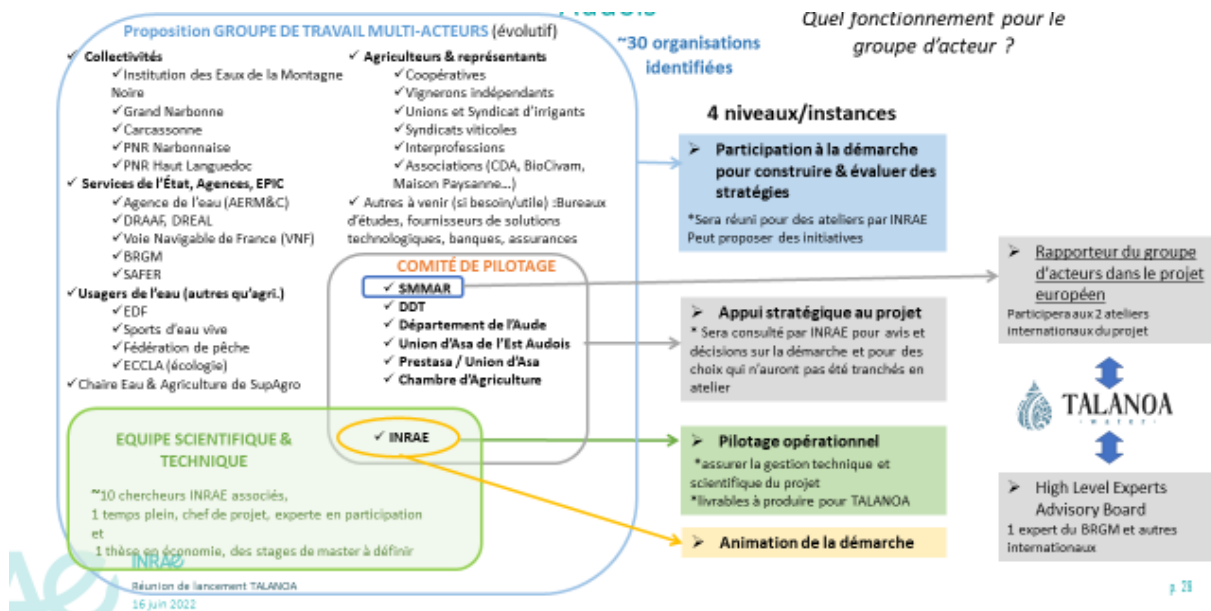 Audois
Proposition GROUPE DE TRAVAIL MULTI-ACTEURS (évolutif)
✓ Collectivités
✓Institution des Eaux de la Montagne
Noire
✓Grand Narbonne
✓Carcassonne
✓PNR Narbonnaise
✓PNR Haut Languedoc
✓ Services de l'État, Agences, EPIC
✓Agence de l'eau (AERM&C)
✓DRAAF, DREAL
✓Voie Navigable de France (VNF)
✓BRGM
✓SAFER
✓Usagers de l'eau (autres qu'agri.)
✓EDF
✓Sports d'eau vive
✓Fédération de pêche
✓ECCLA (écologie)
✓Chaire Eau & Agriculture de SupAgro
✓ Agriculteurs & représentants
✓Coopératives
✓Vignerons indépendants
✓Unions et Syndicat d'irrigants
✓Syndicats viticoles
✓Interprofessions
✓Associations (CDA, BioCivam,
Maison Paysanne...)
✓ Autres à venir (si besoin/utile) :Bureaux
d'études, fournisseurs de solutions
technologiques, banques, assurances
COMITÉ DE PILOTAGE
✓ SMMAR
✓ DDT
✓ Département de l'Aude
✓ Union d'Asa de l'Est Audois
✓ Prestasa / Union d'Asa
✓ Chambre d'Agriculture
✓ INRAE
EQUIPE SCIENTIFIQUE &
TECHNIQUE
~10 chercheurs INRAE associés,
1 temps plein, chef de projet, experte en participation
et
1 thèse en économie, des stages de master à définir
~30 organisations
identifiées
Quel fonctionnement pour le
groupe d'acteur ?
4 niveaux/instances
➢ Participation à la démarche
pour construire & évaluer des
stratégies
*Sera réuni pour des ateliers par INRAE
Peut proposer des initiatives
➢ Appui stratégique au projet
* Sera consulté par INRAE pour avis et
décisions sur la démarche et pour des
choix qui n'auront pas été tranchés en
atelier
➢ Pilotage opérationnel
*assurer la gestion technique et
scientifique du projet
*livrables à produire pour TALANOA
➢ Animation de la démarche
➢ Rapporteur du groupe
d'acteurs dans le projet
européen
Participera aux 2 ateliers
internationaux du projet
TALANOA
WATER
➢ High Level Experts
Advisory Board
1 expert du BRGM et autres
internationaux
INRAE
Réunion de lancement TALANOA
16 juin 2022
p. 28